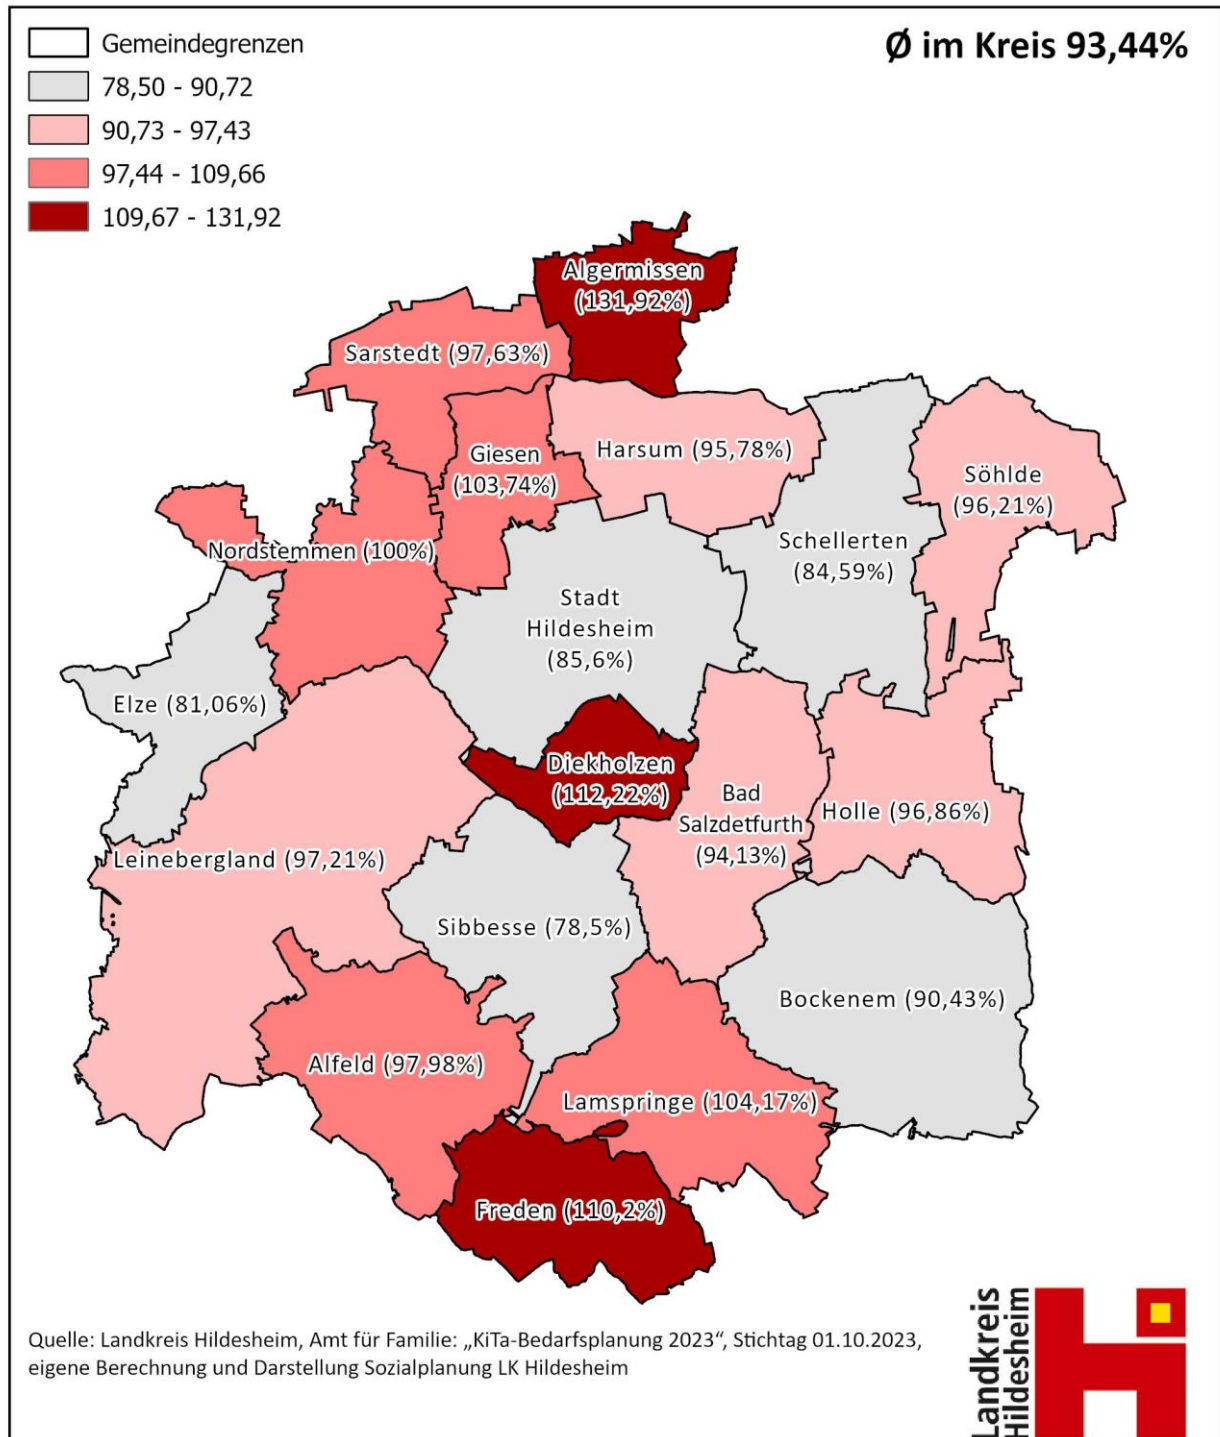 Gemeindegrenzen
78,50 - 90,72
90,73 - 97,43
97,44 - 109,66
109,67 - 131,92
Ø im Kreis 93,44%
Algermissen
(131,92%)
Sarstedt (97,63%)
Giesen
(103,74%)
Harsum (95,78%)
Söhlde
(96,21%)
Nordstemmen (100%)
Schellerten
(84,59%)
Stadt
Hildesheim
(85,6%)
Elze (81,06%)
Diekholzen
(112,22%)
Bad
Salzdetfurth
(94,13%)
Holle (96,86%)
Leinebergland (97,21%)
Sibbesse (78,5%)
Bockenem (90,43%)
Alfeld (97,98%)
Lamspringe (104,17%)
Freden (110,2%)
Quelle: Landkreis Hildesheim, Amt für Familie: „KiTa-Bedarfsplanung 2023“, Stichtag 01.10.2023,
eigene Berechnung und Darstellung Sozialplanung LK Hildesheim
Landkreis
Hildesheim